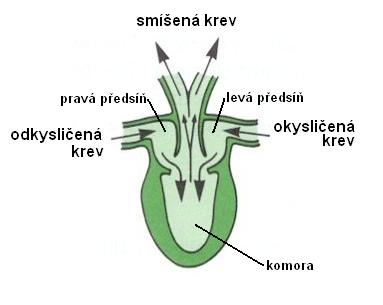 smíšená krev
pravá předsíň
levá předsíň
odkysličená
krev
okysličená
krev
komora